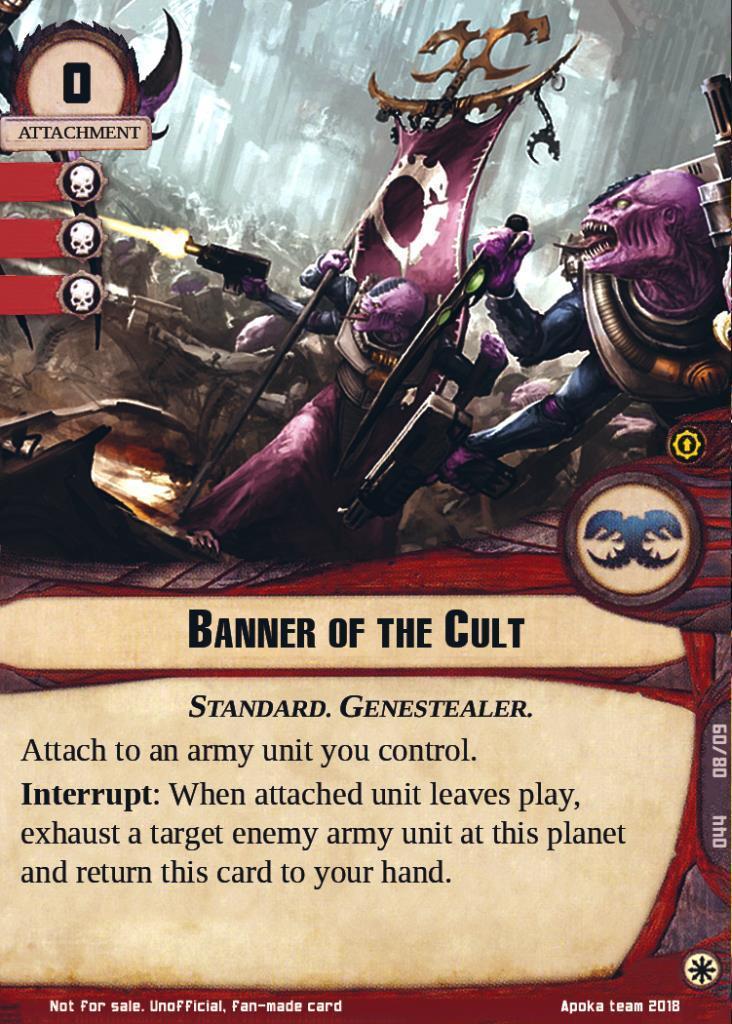 0
ATTACHMENT
BANNER OF THE CULT
STANDARD. GENESTEALER.
Attach to an army unit you control.
Interrupt: When attached unit leaves play,
exhaust a target enemy army unit at this planet
and return this card to your hand.
60/80
Not for sale. Unofficial, fan-made card
Apoka team 2018